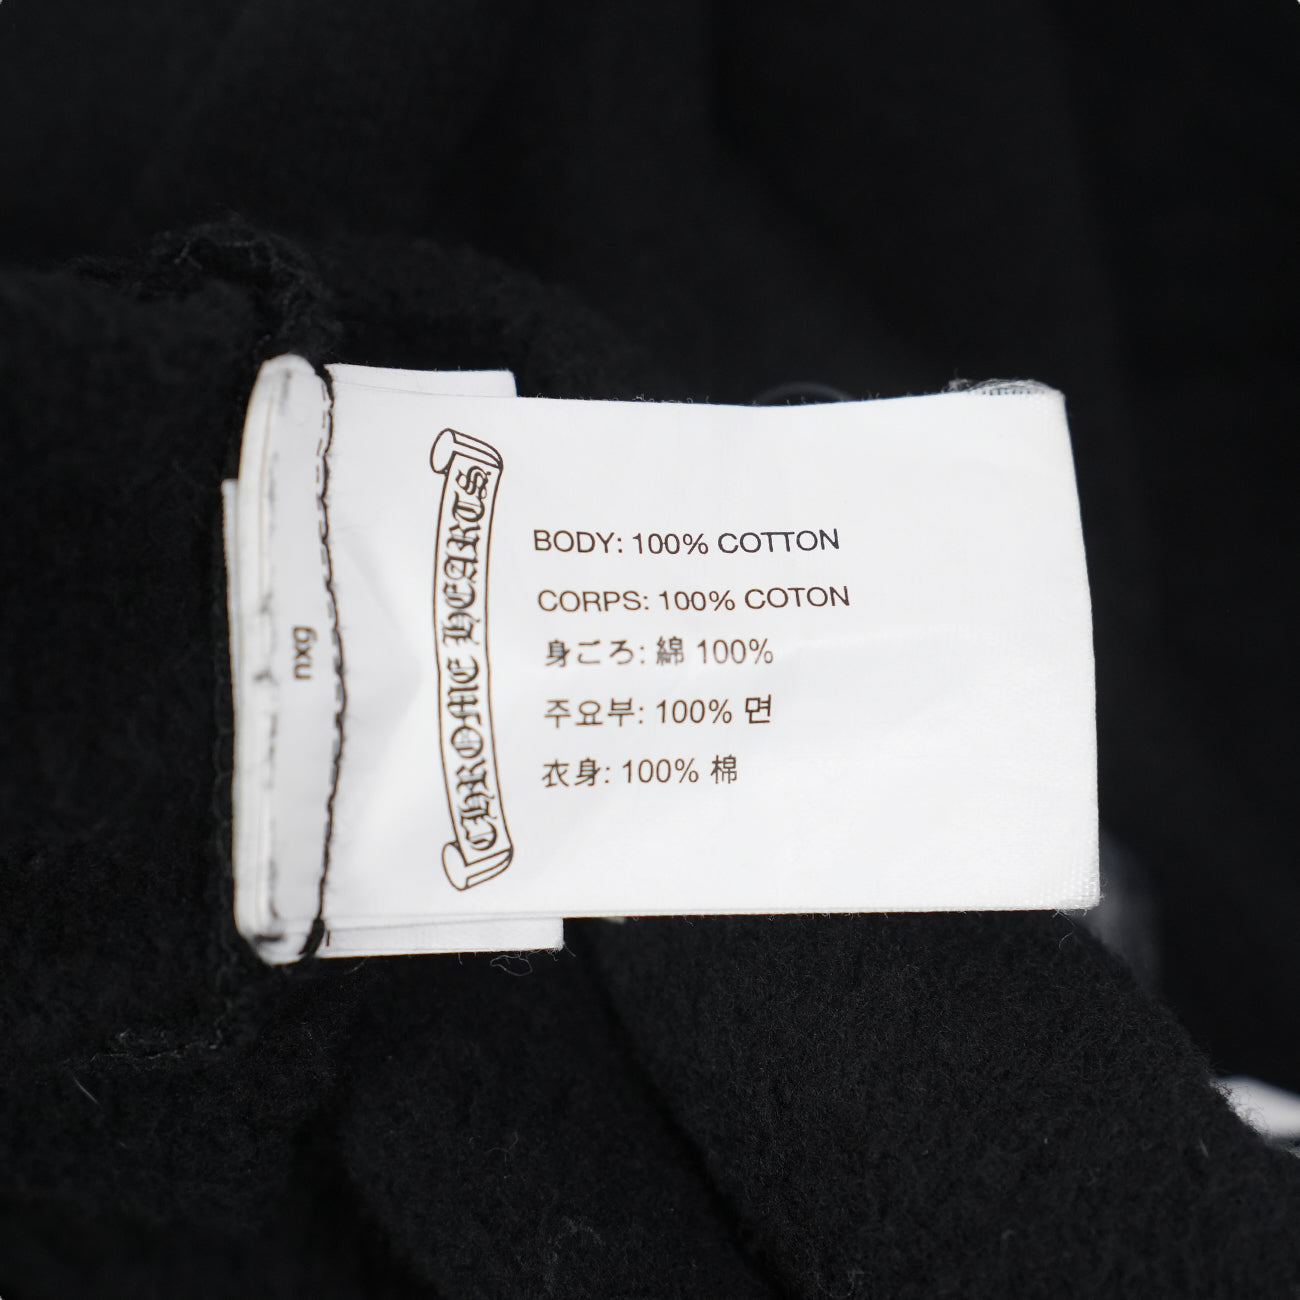 nxg
CHROME HEARTS
BODY: 100% COTTON
CORPS: 100% COTON
身ごろ: 綿 100%
주요부: 100% 면
衣身: 100% 棉